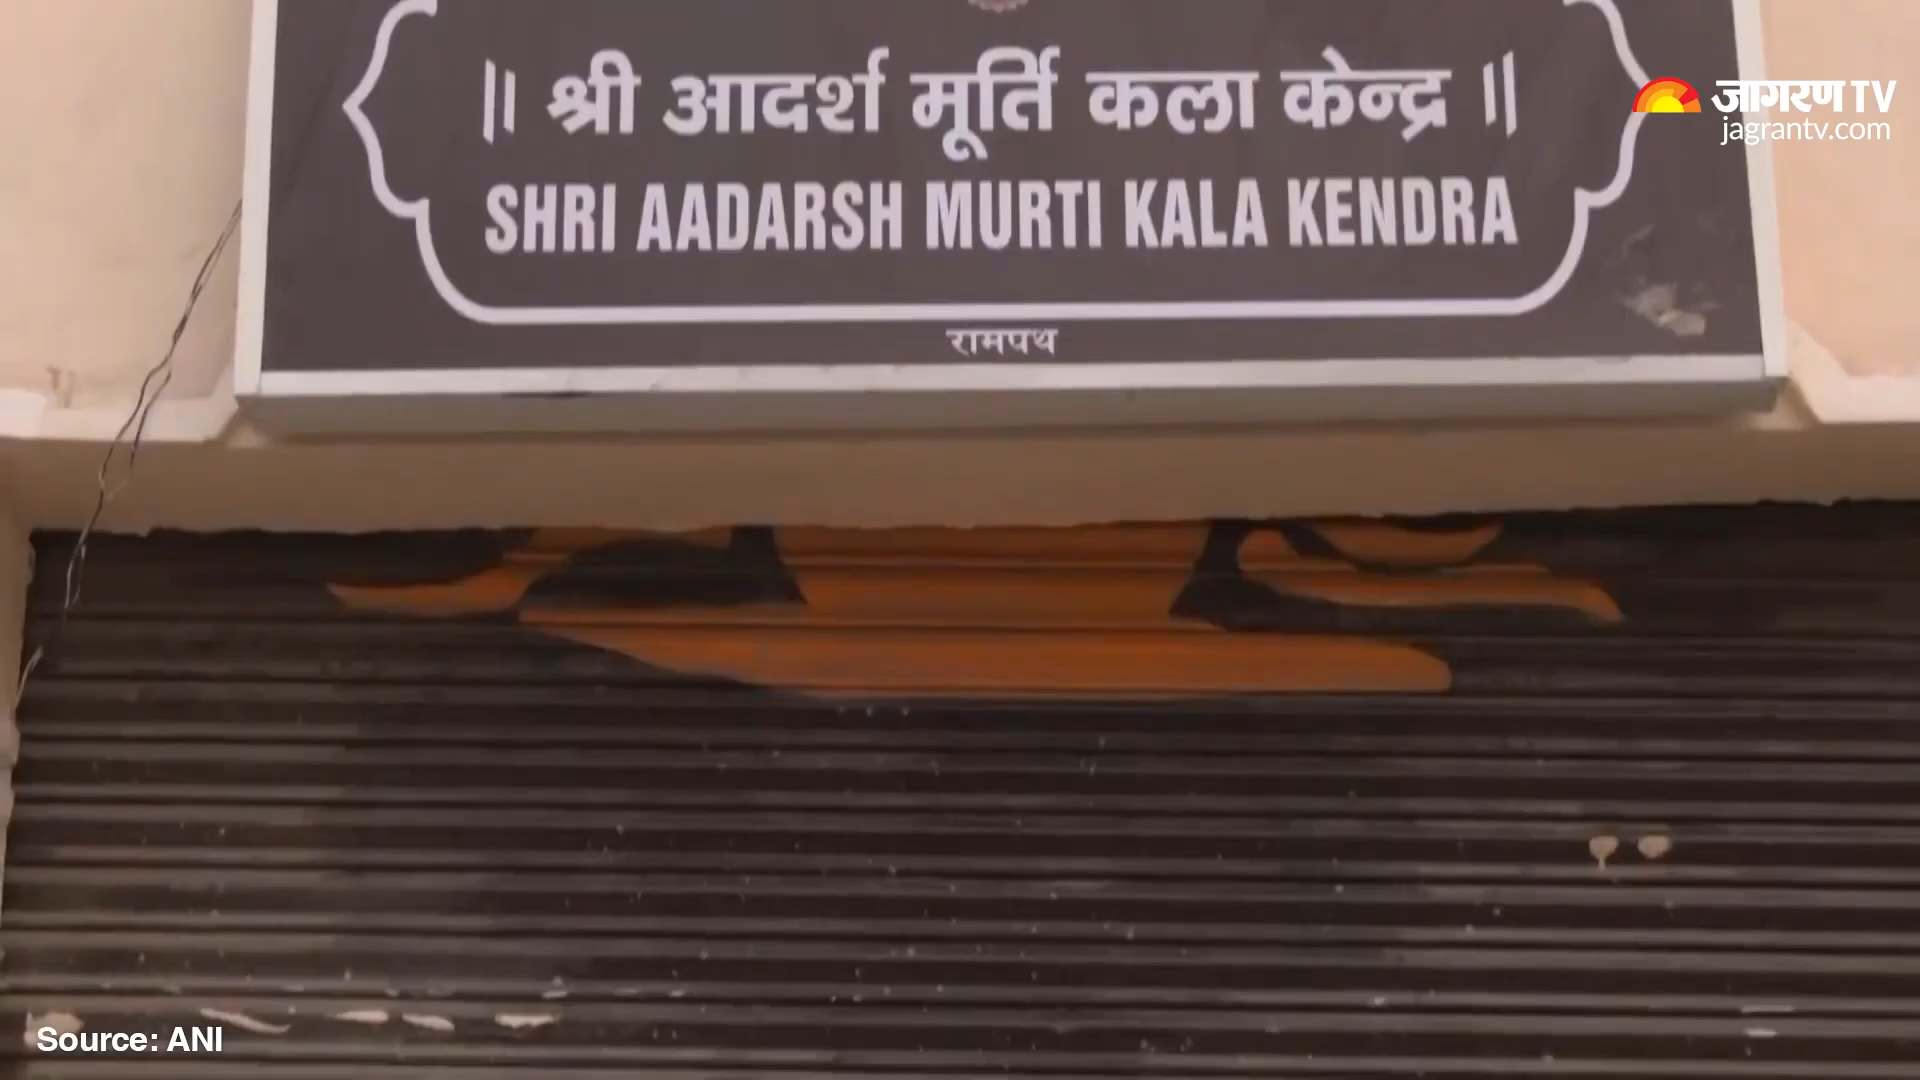 ॥ श्री आदर्श मूर्ति कला केन्द्र ॥
SHRI AADARSH MURTI KALA KENDRA
रामपथ
जागरण TV
jagrantv.com
Source: ANI